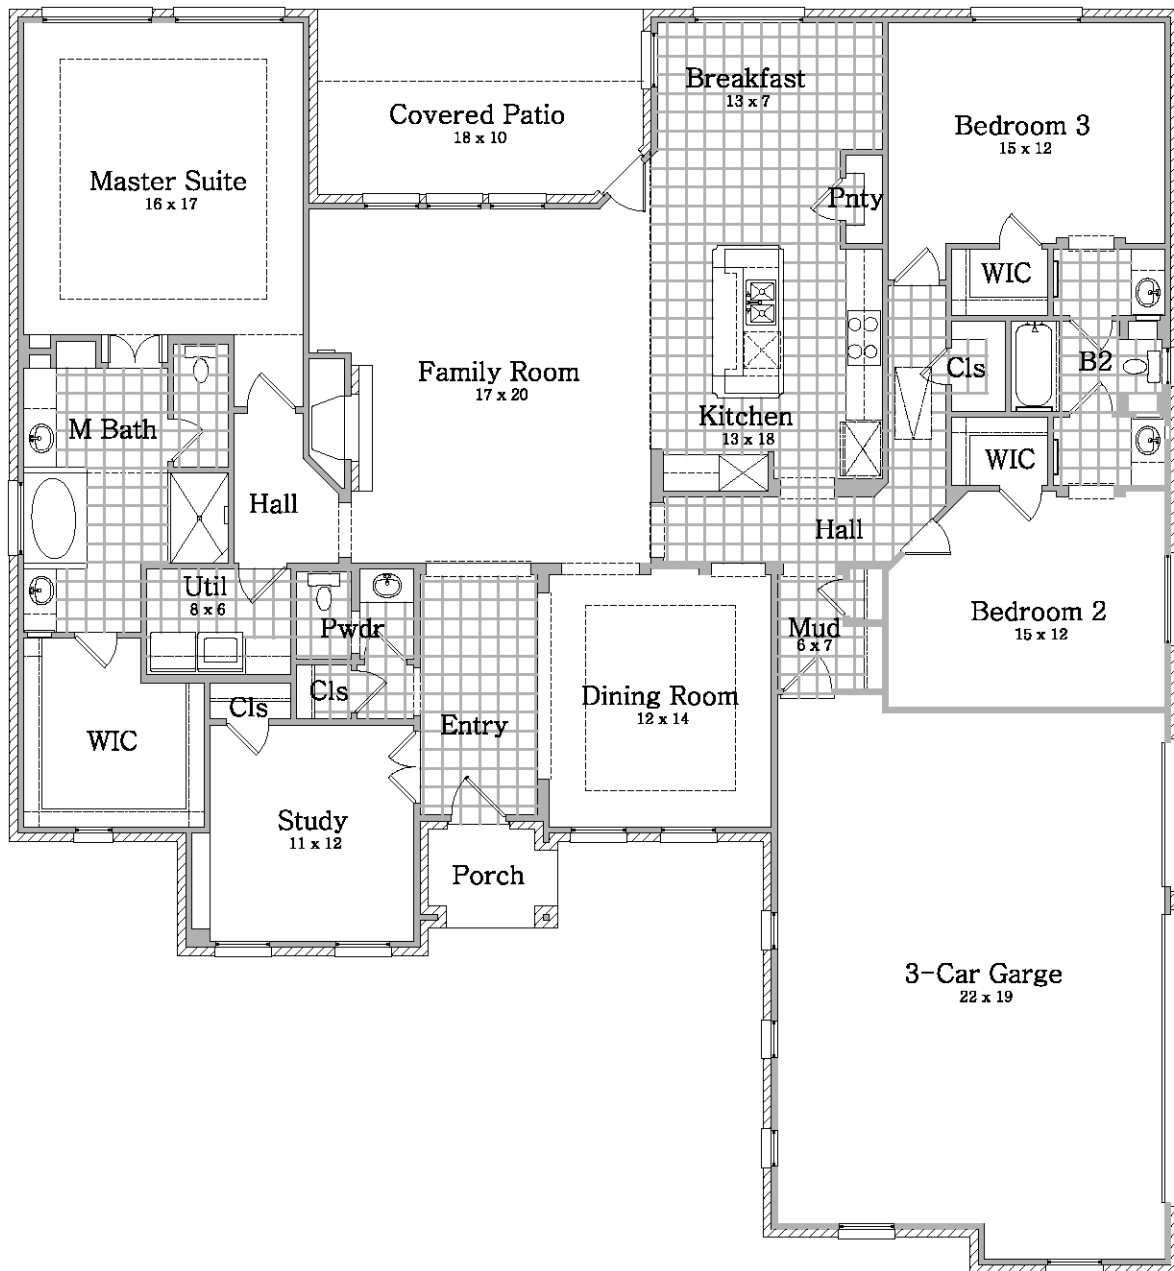 Breakfast
13 x 7
Covered Patio
18 x 10
Bedroom 3
15 x 12
Master Suite
16 x 17
Pnty
WIC
Family Room
17 x 20
Cls
B2
M Bath
Kitchen
13 x 18
WIC
Hall
Hall
Util
8 x 6
Bedroom 2
15 x 12
Pwdr
Mud
6 x 7
Cls
Cls
Dining Room
12 x 14
Entry
WIC
Study
11 x 12
Porch
3-Car Garge
22 x 19